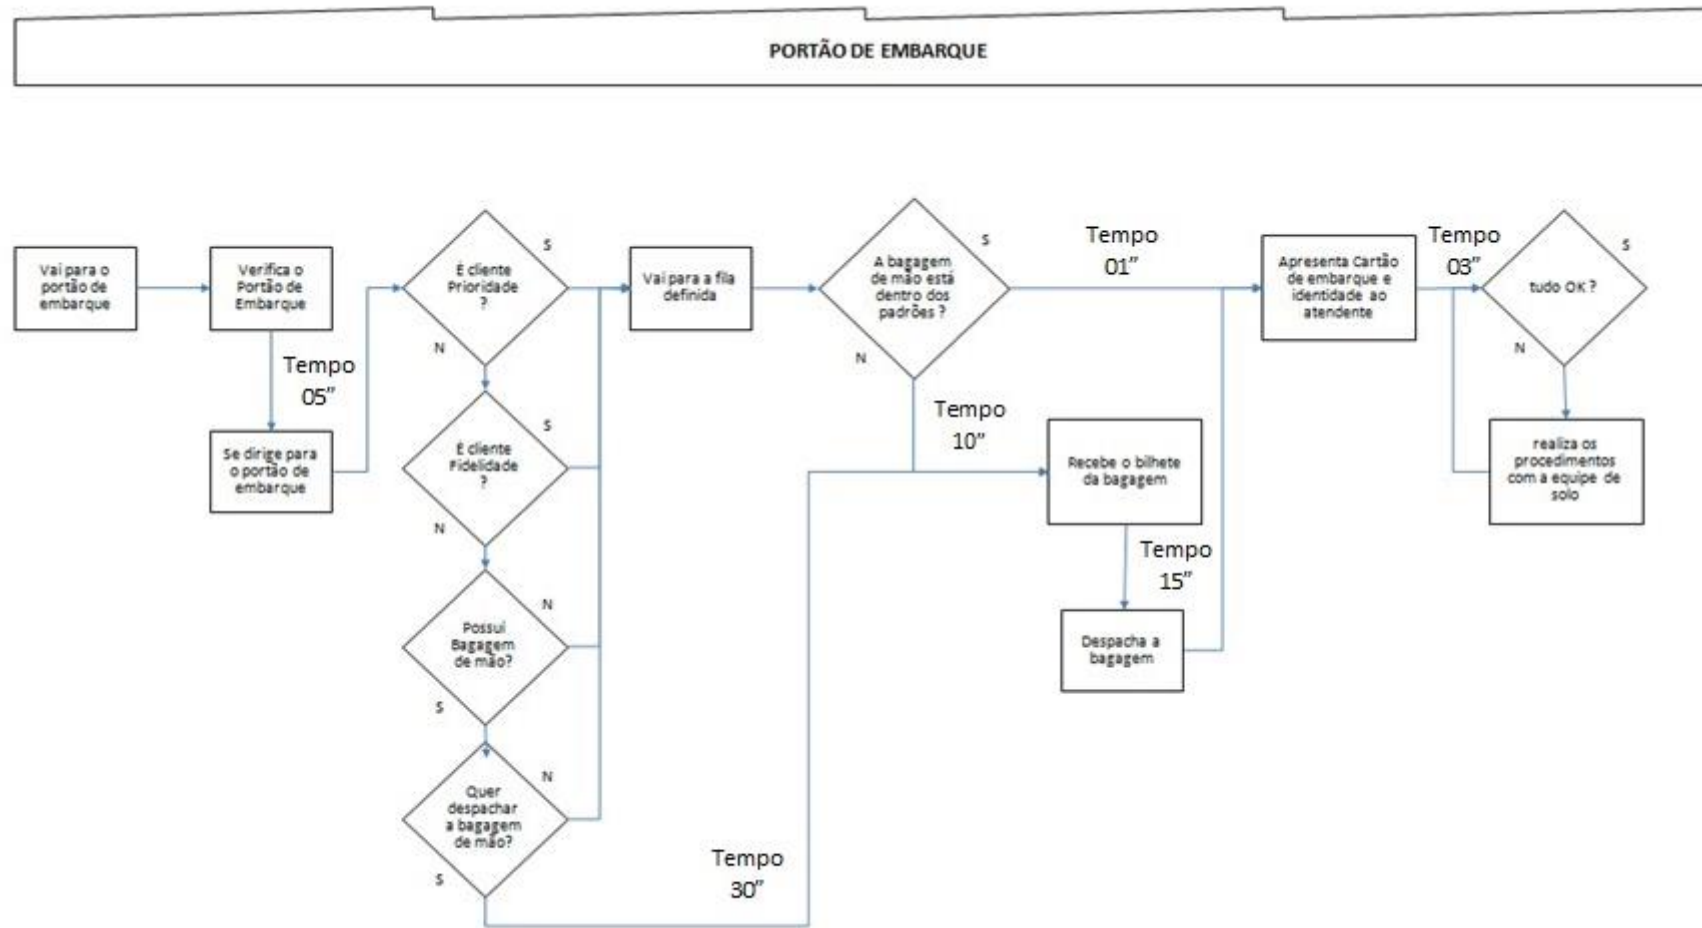 PORTÃO DE EMBARQUE
Vai para o
portão de
embarque
Verifica o
Portão de
Embarque
Tempo
05”
Se dirige para
o portão de
embarque
É cliente
Prioridade
?
S
N
É cliente
Fidelidade
?
S
N
Possui
Bagagem
de mão?
N
S
Quer
despachar
a bagagem
de mão?
N
S
Tempo
30”
Vai para a fila
definida
A bagagem
de mão está
dentro dos
padrões ?
S
N
Tempo
01”
Tempo
10”
Recebe o bilhete
da bagagem
Tempo
15”
Despacha a
bagagem
Apresenta Cartão
de embarque e
identidade ao
atendente
Tempo
03”
tudo OK ?
S
N
realiza os
procedimentos
com a equipe de
solo